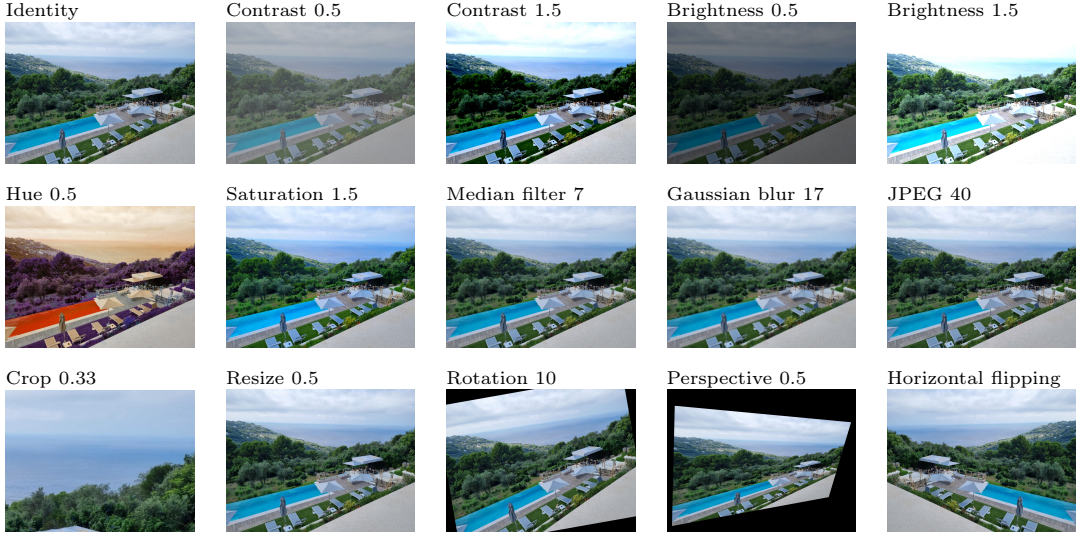 Identity
Contrast 0.5
Contrast 1.5
Brightness 0.5
Brightness 1.5
Hue 0.5
Saturation 1.5
Median filter 7
Gaussian blur 17
JPEG 40
Crop 0.33
Resize 0.5
Rotation 10
Perspective 0.5
Horizontal flipping